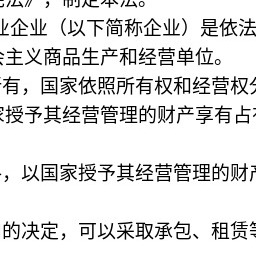 宪法》，制定本法。
业企业（以下简称企业）是依法
会主义商品生产和经营单位。
所有，国家依照所有权和经营权分
家授予其经营管理的财产享有占有
，以国家授予其经营管理的财产
的决定，可以采取承包、租赁等